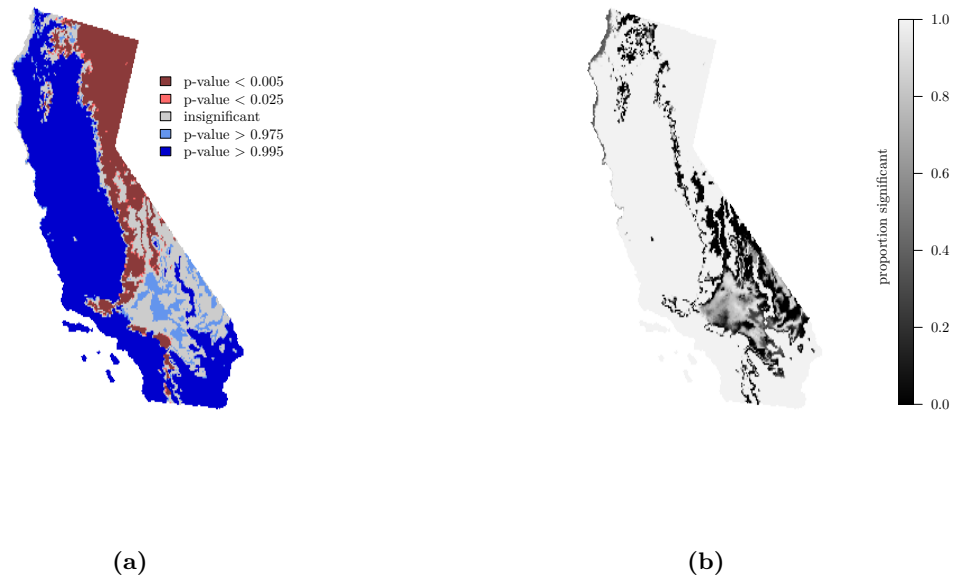 p-value < 0.005
p-value < 0.025
insignificant
p-value > 0.975
p-value > 0.995
(a)
proportion significant
1.0
0.8
0.6
0.4
0.2
0.0
(b)